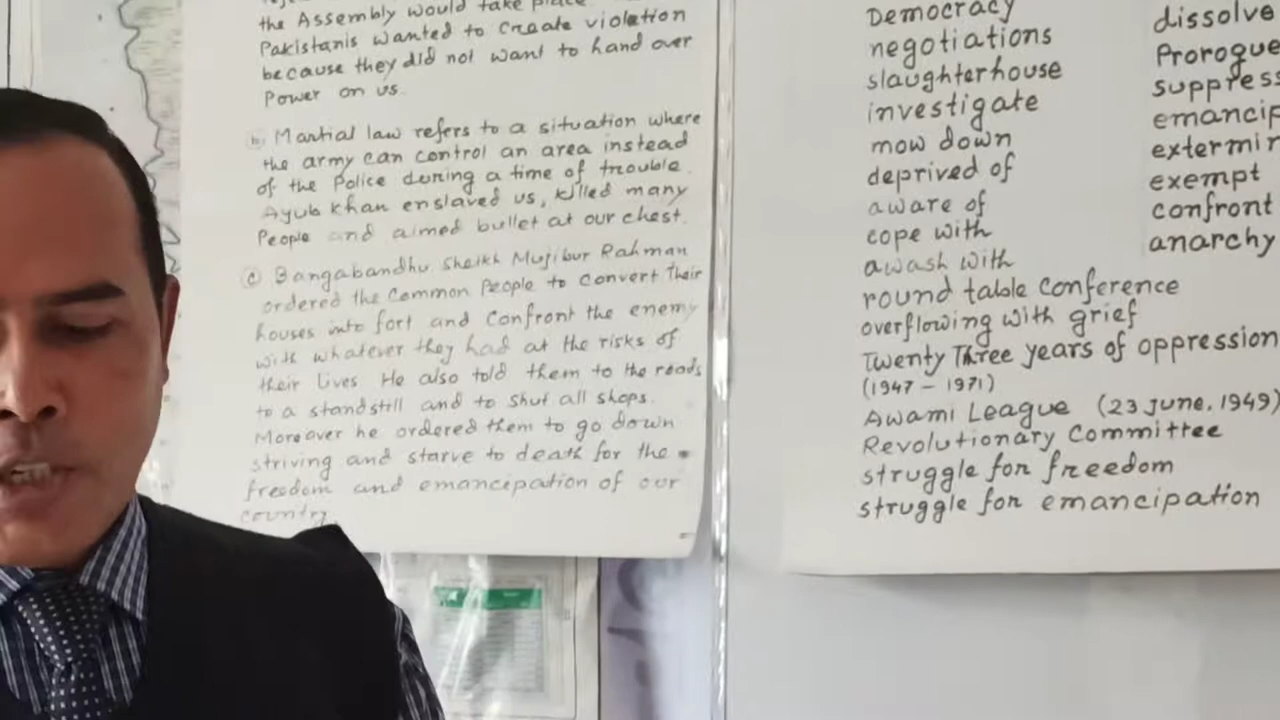 the Assembly would take place
Pakistanis wanted to create violation
because they did not want to hand over
Power on us.
b. Martial law refers to a situation where
the army can control an area instead
of the Police during a time of trouble.
Ayub khan enslaved us, killed many
People and aimed bullet at our chest.
c Bangabandhu Sheikh Mujibur Rahman
ordered the Common People to Convert their
houses into fort and Confront the enemy
with whatever they had at the risks of
their lives. He also told them to the roads
to a standstill and to shut all shops.
Moreover he ordered them to go down
striving and starve to death for the
freedom and emancipation of our
country.
Democracy
negotiations
slaughterhouse
investigate
mow down
deprived of
aware of
cope with
awash with
round table Conference
overflowing with grief
Twenty Three years of oppression
(1947 - 1971)
Awami League (23 June, 1949)
Revolutionary Committee
struggle for freedom
struggle for emancipation
dissolve
Prorogue
suppress
emancip
extermin
exempt
confront
anarchy